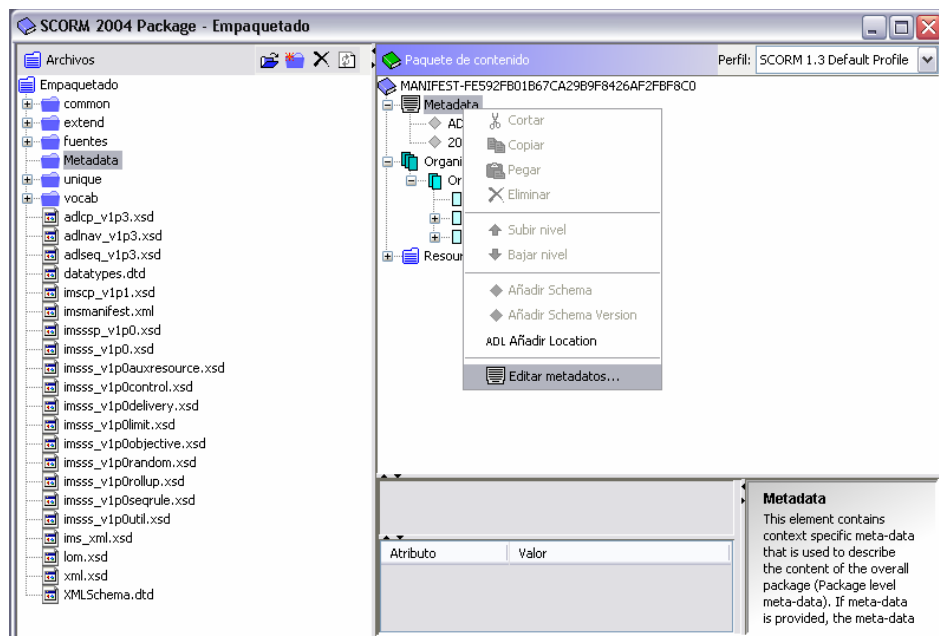 SCORM 2004 Package - Empaquetado
Archivos
Empaquetado
common
extend
fuentes
Metadata
unique
vocab
adlcp_v1p3.xsd
adlnav_v1p3.xsd
adlseq_v1p3.xsd
datatypes.dtd
imscp_v1p1.xsd
imsmanifest.xml
imsssp_v1p0.xsd
imsss_v1p0.xsd
imsss_v1p0auxresource.xsd
imsss_v1p0control.xsd
imsss_v1p0delivery.xsd
imsss_v1p0limit.xsd
imsss_v1p0objective.xsd
imsss_v1p0random.xsd
imsss_v1p0rollup.xsd
imsss_v1p0seqrule.xsd
imsss_v1p0util.xsd
ims_xml.xsd
lom.xsd
xml.xsd
XMLSchema.dtd
Paquete de contenido
Perfil: SCORM 1.3 Default Profile
MANIFEST-FE592FB01B67CA29B9F8426AF2FBF8C0
Metadata
AD
20
Organi
Or
Resour
Cortar
Copiar
Pegar
Eliminar
Subir nivel
Bajar nivel
Añadir Schema
Añadir Schema Version
ADL Añadir Location
Editar metadatos...
Atributo Valor
Metadata
This element contains
context specific meta-data
that is used to describe
the content of the overall
package (Package level
meta-data). If meta-data
is provided, the meta-data